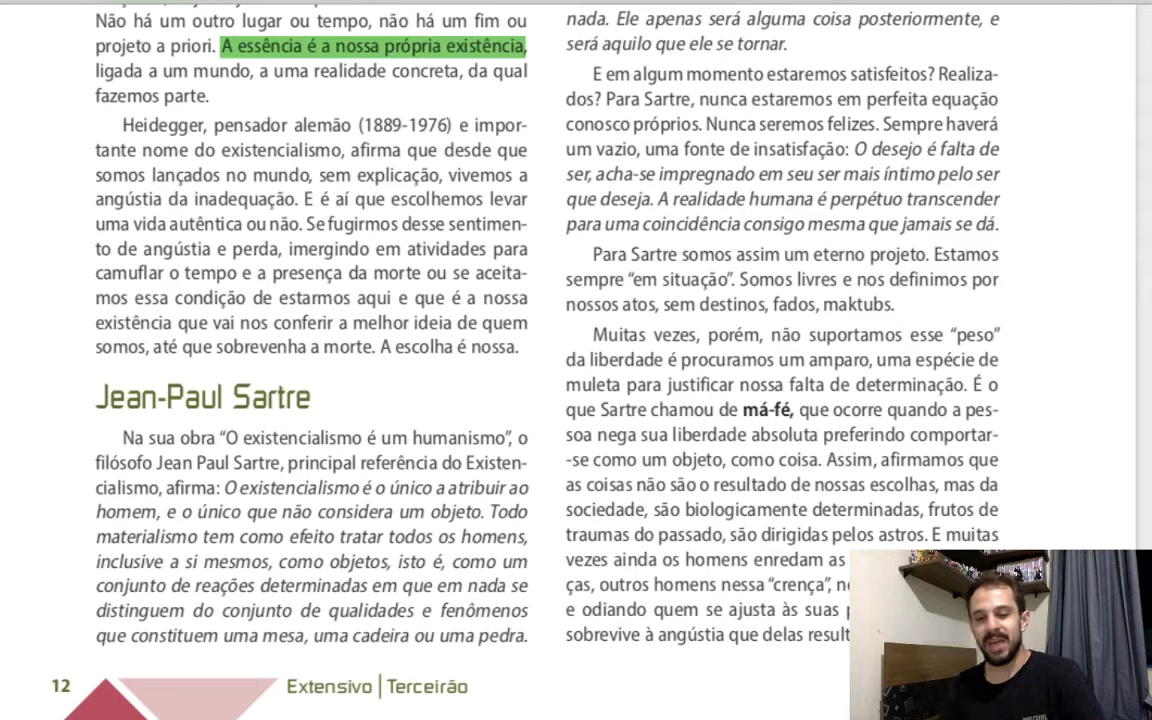 Não há um outro lugar ou tempo, não há um fim ou
projeto a priori. A essência é a nossa própria existência,
ligada a um mundo, a uma realidade concreta, da qual
fazemos parte.
Heidegger, pensador alemão (1889-1976) e impor-
tante nome do existencialismo, afirma que desde que
somos lançados no mundo, sem explicação, vivemos a
angústia da inadequação. E é aí que escolhemos levar
uma vida autêntica ou não. Se fugirmos desse sentimen-
to de angústia e perda, imergindo em atividades para
camuflar o tempo e a presença da morte ou se aceita-
mos essa condição de estarmos aqui e que é a nossa
existência que vai nos conferir a melhor ideia de quem
somos, até que sobrevenha a morte. A escolha é nossa.
Jean-Paul Sartre
Na sua obra “O existencialismo é um humanismo”, o
filósofo Jean Paul Sartre, principal referência do Existen-
cialismo, afirma: O existencialismo é o único a atribuir ao
homem, e o único que não considera um objeto. Todo
materialismo tem como efeito tratar todos os homens,
inclusive a si mesmos, como objetos, isto é, como um
conjunto de reações determinadas em que em nada se
distinguem do conjunto de qualidades e fenômenos
que constituem uma mesa, uma cadeira ou uma pedra.
nada. Ele apenas será alguma coisa posteriormente, e
será aquilo que ele se tornar.
E em algum momento estaremos satisfeitos? Realiza-
dos? Para Sartre, nunca estaremos em perfeita equação
conosco próprios. Nunca seremos felizes. Sempre haverá
um vazio, uma fonte de insatisfação: O desejo é falta de
ser, acha-se impregnado em seu ser mais íntimo pelo ser
que deseja. A realidade humana é perpétuo transcender
para uma coincidência consigo mesma que jamais se dá.
Para Sartre somos assim um eterno projeto. Estamos
sempre “em situação”. Somos livres e nos definimos por
nossos atos, sem destinos, fados, maktubs.
Muitas vezes, porém, não suportamos esse “peso”
da liberdade é procuramos um amparo, uma espécie de
muleta para justificar nossa falta de determinação. É o
que Sartre chamou de má-fé, que ocorre quando a pes-
soa nega sua liberdade absoluta preferindo comportar-
-se como um objeto, como coisa. Assim, afirmamos que
as coisas não são o resultado de nossas escolhas, mas da
sociedade, são biologicamente determinadas, frutos de
traumas do passado, são dirigidas pelos astros. E muitas
vezes ainda os homens enredam as
ças, outros homens nessa “crença”,
e odiando quem se ajusta às suas
sobrevive à angústia que delas
12 Extensivo | Terceirão